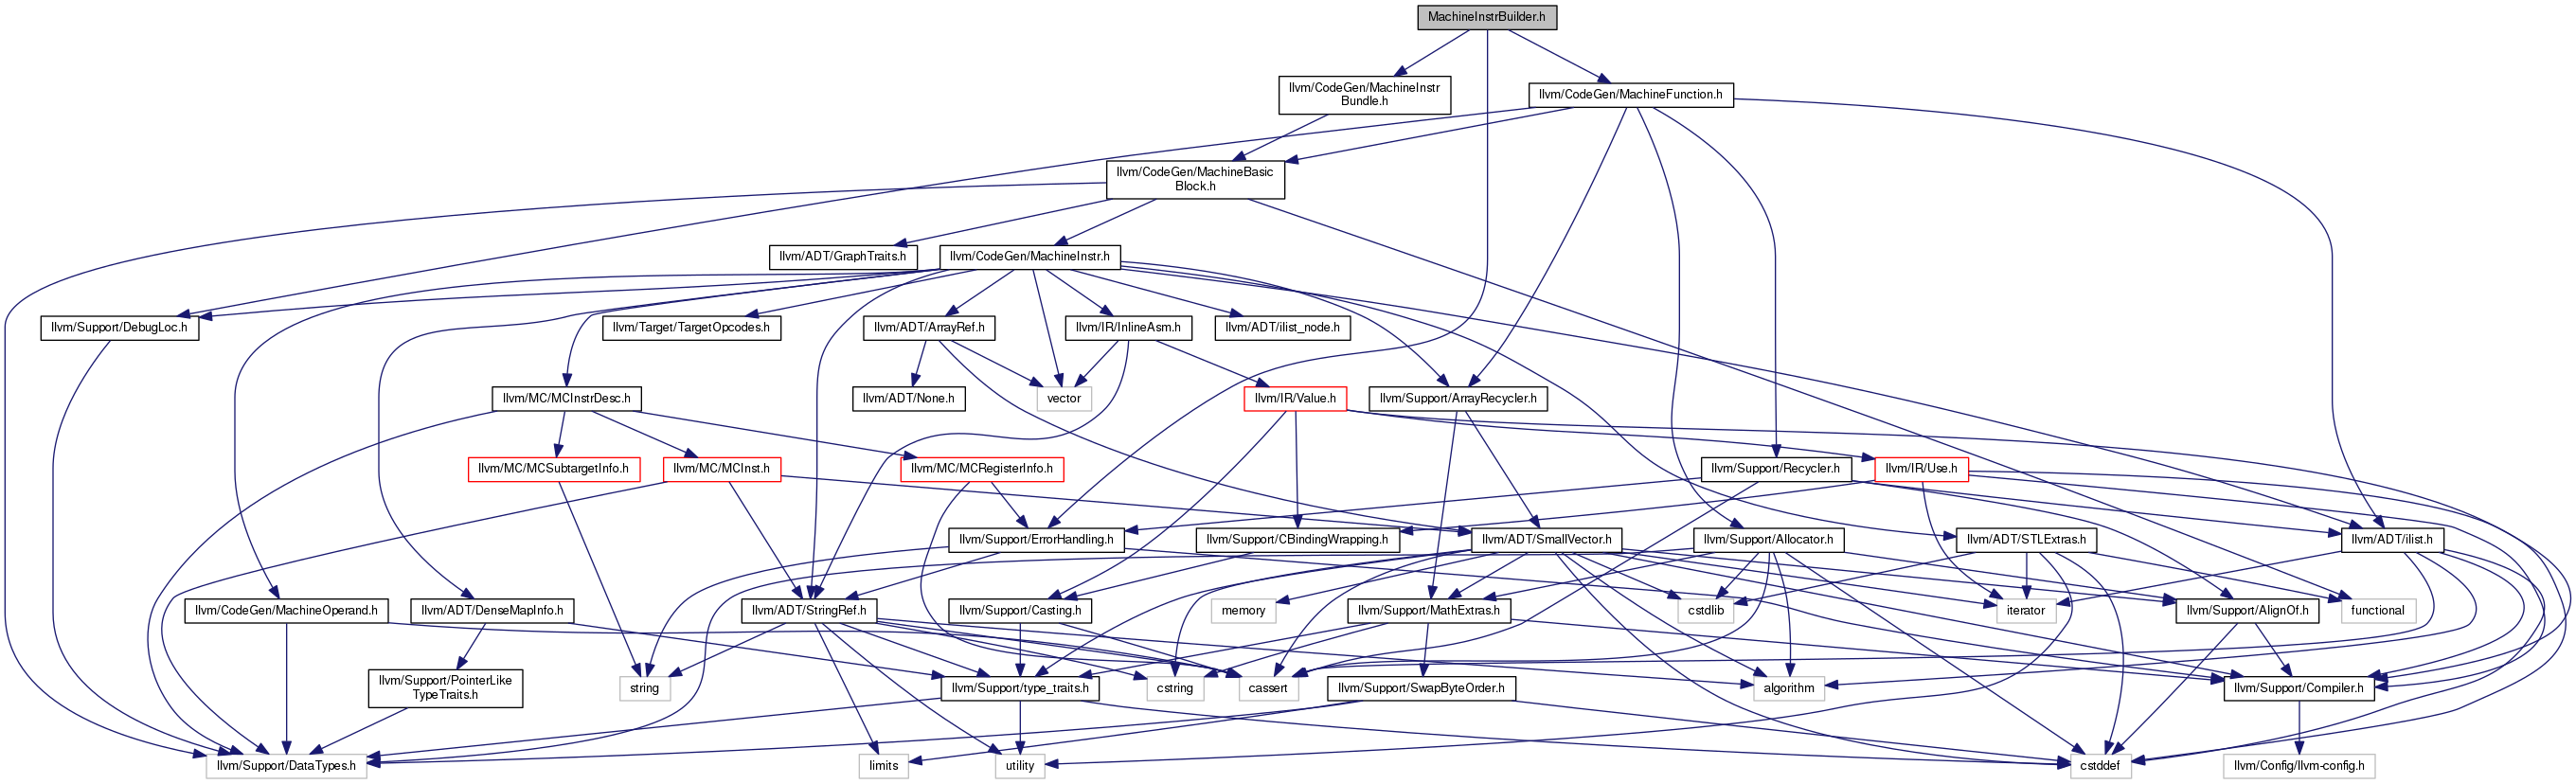 MachineInstrBuilder.h
llvm/CodeGen/MachineInstr
Bundle.h
llvm/CodeGen/MachineFunction.h
llvm/CodeGen/MachineBasic
Block.h
llvm/ADT/GraphTraits.h
llvm/CodeGen/MachineInstr.h
llvm/Support/DebugLoc.h
llvm/Target/TargetOpcodes.h
llvm/ADT/ArrayRef.h
llvm/IR/InlineAsm.h
llvm/ADT/ilist_node.h
llvm/MC/MCInstrDesc.h
llvm/ADT/None.h
vector
llvm/IR/Value.h
llvm/Support/ArrayRecycler.h
llvm/MC/MCSubtargetInfo.h
llvm/MC/MCInst.h
llvm/MC/MCRegisterInfo.h
llvm/Support/Recycler.h
llvm/IR/Use.h
llvm/Support/ErrorHandling.h
llvm/Support/CBindingWrapping.h
llvm/ADT/SmallVector.h
llvm/Support/Allocator.h
llvm/ADT/STLExtras.h
llvm/ADT/ilist.h
llvm/CodeGen/MachineOperand.h
llvm/ADT/DenseMapInfo.h
llvm/ADT/StringRef.h
llvm/Support/Casting.h
memory
llvm/Support/MathExtras.h
cstdlib
iterator
llvm/Support/AlignOf.h
functional
llvm/Support/PointerLike
TypeTraits.h
string
llvm/Support/type_traits.h
cstring
cassert
llvm/Support/SwapByteOrder.h
algorithm
llvm/Support/Compiler.h
llvm/Support/DataTypes.h
limits
utility
cstddef
llvm/Config/llvm-config.h